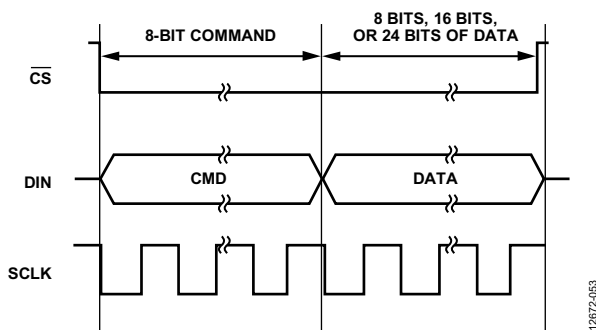 8-BIT COMMAND
8 BITS, 16 BITS,
OR 24 BITS OF DATA
CS
DIN
CMD
DATA
SCLK
12672-053